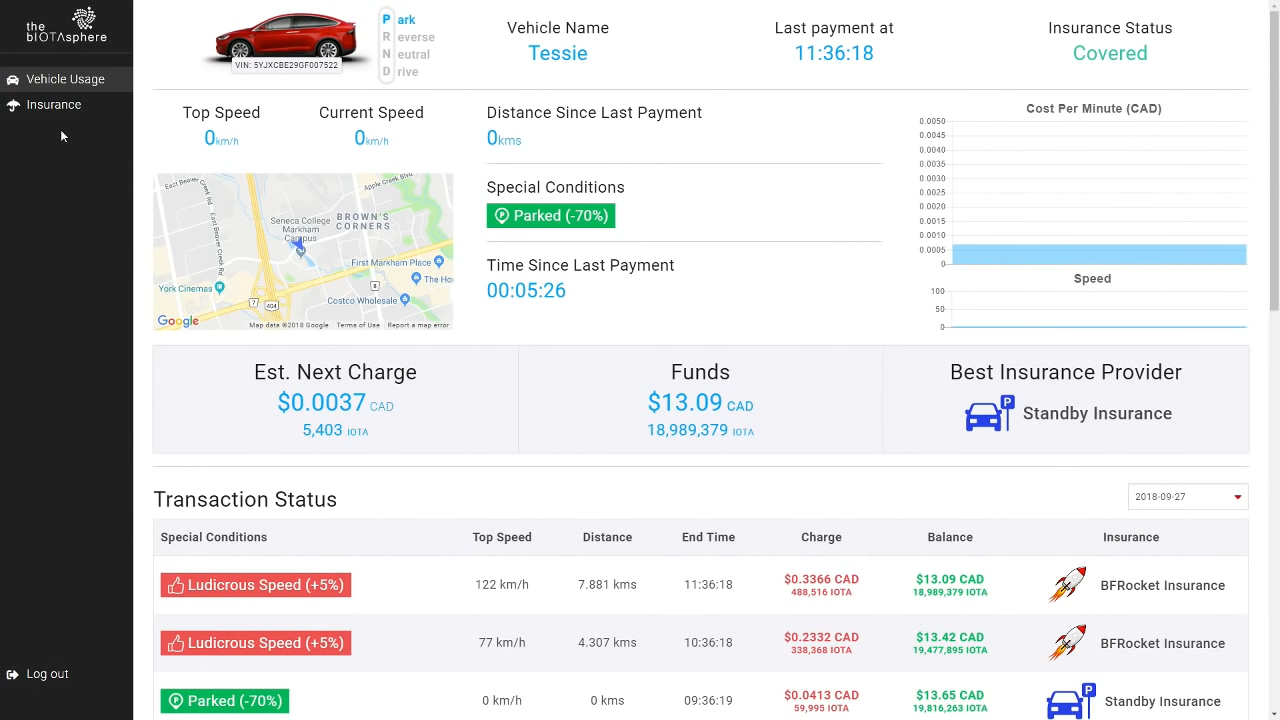 the
biOTAsphere
Vehicle Usage
Insurance
Log out
VIN: 5YJXCBE29GF007522
Park
Reverse
Neutral
Drive
Vehicle Name
Tessie
Last payment at
11:36:18
Insurance Status
Covered
Top Speed
0km/h
Current Speed
0km/h
Distance Since Last Payment
0kms
Special Conditions
P Parked (-70%)
Time Since Last Payment
00:05:26
East Beaver Creek Rd
East Beaver Creek Rd
Apple Creek Blvd
Seneca College
Markham
Campus
BROWN'S
CORNERS
First Markham Place
The Ho
York Cinemas
Costco Wholesale
7
404
8
Google
Map data ©2018 Google
Terms of Use
Report a map error
Cost Per Minute (CAD)
0.0050
0.0045
0.0040
0.0035
0.0030
0.0025
0.0020
0.0015
0.0010
0.0005
0
Speed
100
50
0
Est. Next Charge
$0.0037 CAD
5,403 IOTA
Funds
$13.09 CAD
18,989,379 IOTA
Best Insurance Provider
P
Standby Insurance
Transaction Status
2018-09-27
Special Conditions Top Speed Distance End Time Charge Balance Insurance
Ludicrous Speed (+5%) 122 km/h 7.881 kms 11:36:18 $0.3366 CAD $13.09 CAD BFRocket Insurance
488,516 IOTA 18,989,379 IOTA
Ludicrous Speed (+5%) 77 km/h 4.307 kms 10:36:18 $0.2332 CAD $13.42 CAD BFRocket Insurance
338,368 IOTA 19,477,895 IOTA
P Parked (-70%) 0 km/h 0 kms 09:36:19 $0.0413 CAD $13.65 CAD P Standby Insurance
59,995 IOTA 19,816,263 IOTA